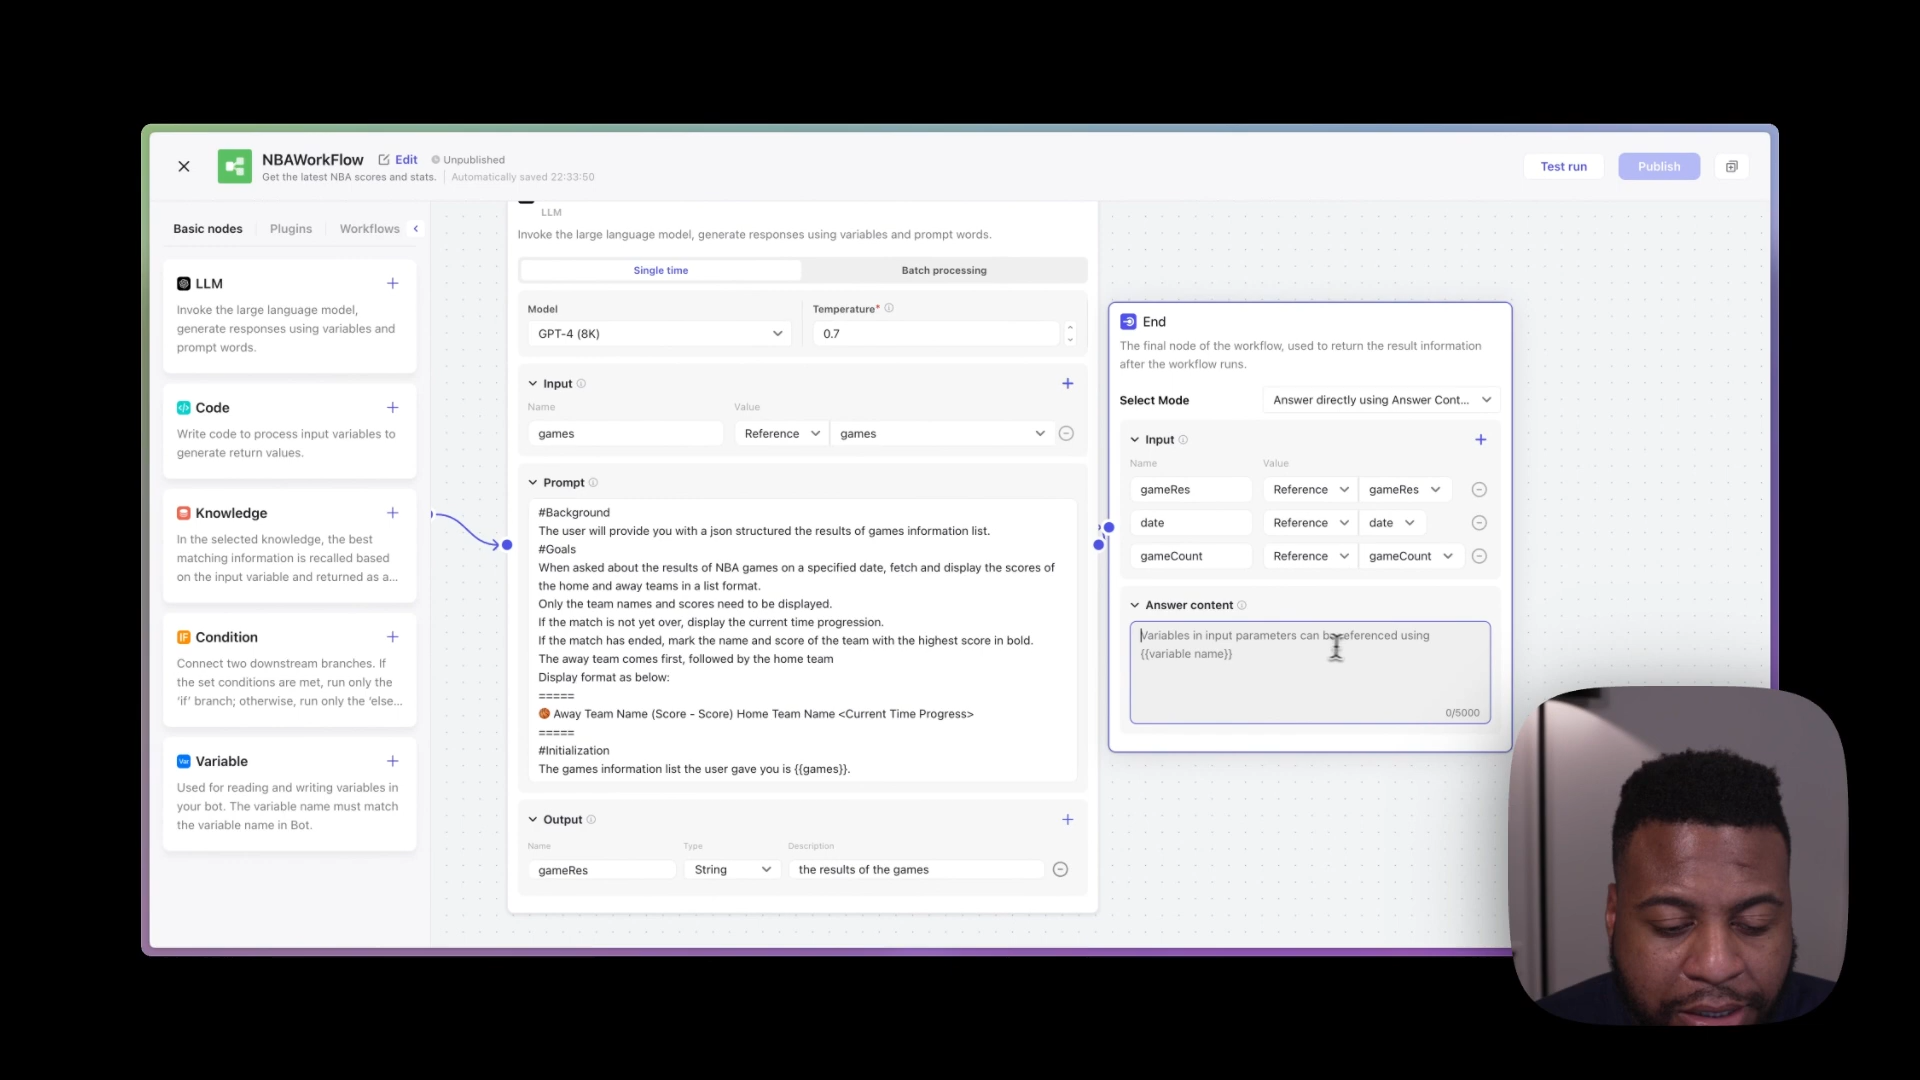 NBAWorkFlow Edit Unpublished
Get the latest NBA scores and stats. Automatically saved 22:33:50
Test run
Publish
Basic nodes Plugins Workflows
LLM
Invoke the large language model,
generate responses using variables and
prompt words.
Code
Write code to process input variables to
generate return values.
Knowledge
In the selected knowledge, the best
matching information is recalled based
on the input variable and returned as a...
IF Condition
Connect two downstream branches. If
the set conditions are met, run only the
‘if’ branch; otherwise, run only the ‘else...
Var Variable
Used for reading and writing variables in
your bot. The variable name must match
the variable name in Bot.
LLM
Invoke the large language model, generate responses using variables and prompt words.
Single time Batch processing
Model Temperature*
GPT-4 (8K) 0.7
Input
Name Value
games Reference games
Prompt
#Background
The user will provide you with a json structured the results of games information list.
#Goals
When asked about the results of NBA games on a specified date, fetch and display the scores of
the home and away teams in a list format.
Only the team names and scores need to be displayed.
If the match is not yet over, display the current time progression.
If the match has ended, mark the name and score of the team with the highest score in bold.
The away team comes first, followed by the home team
Display format as below:
=====
🏀 Away Team Name (Score - Score) Home Team Name <Current Time Progress>
=====
#Initialization
The games information list the user gave you is {{games}}.
Output
Name Type Description
gameRes String the results of the games
End
The final node of the workflow, used to return the result information
after the workflow runs.
Select Mode Answer directly using Answer Cont...
Input
Name Value
gameRes Reference gameRes
date Reference date
gameCount Reference gameCount
Answer content
Variables in input parameters can be referenced using
{{variable name}}
0/5000